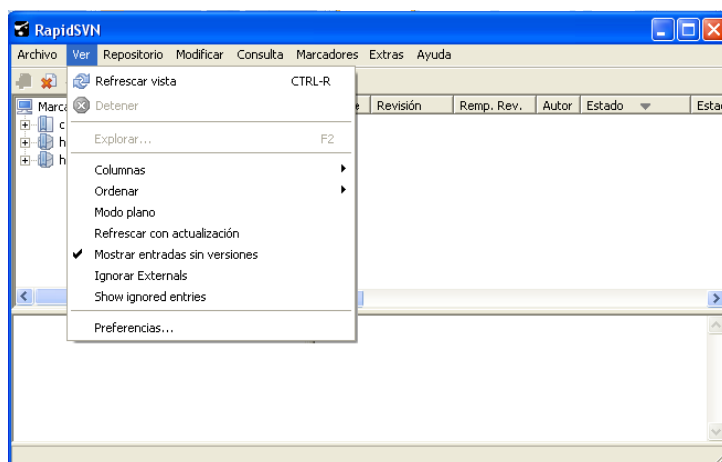 RapidSVN
Archivo Ver Repositorio Modificar Consulta Marcadores Extras Ayuda
Refrescar vista CTRL-R
Detener
Revisión Remp. Rev. Autor Estado
Explorar... F2
Columnas
Ordenar
Modo plano
Refrescar con actualización
Mostrar entradas sin versiones
Ignorar Externals
Show ignored entries
Preferencias...